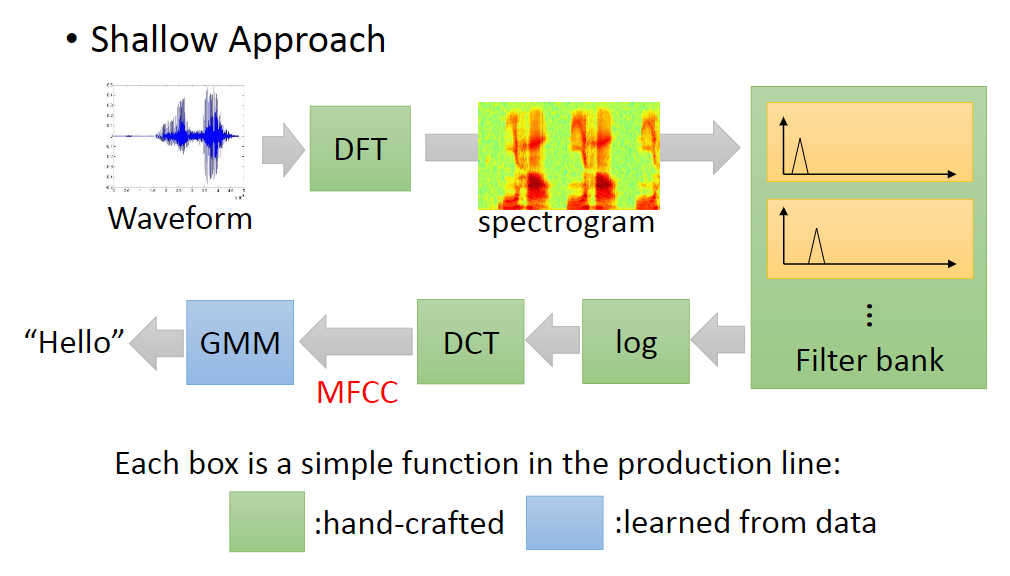 • Shallow Approach
DFT
Waveform
spectrogram
⋮
Filter bank
log
DCT
MFCC
GMM
“Hello”
Each box is a simple function in the production line:
:hand-crafted
:learned from data